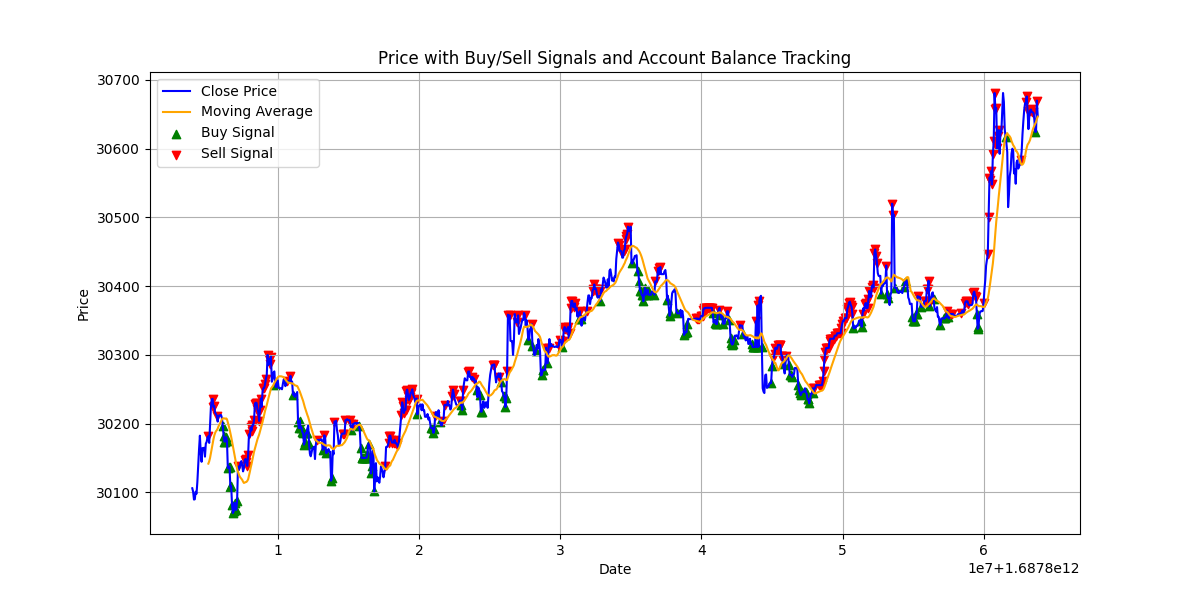 Price with Buy/Sell Signals and Account Balance Tracking
Close Price
Moving Average
Buy Signal
Sell Signal
30700
30600
30500
30400
30300
30200
30100
Price
1 2 3 4 5 6
Date
1e7+1.6878e12